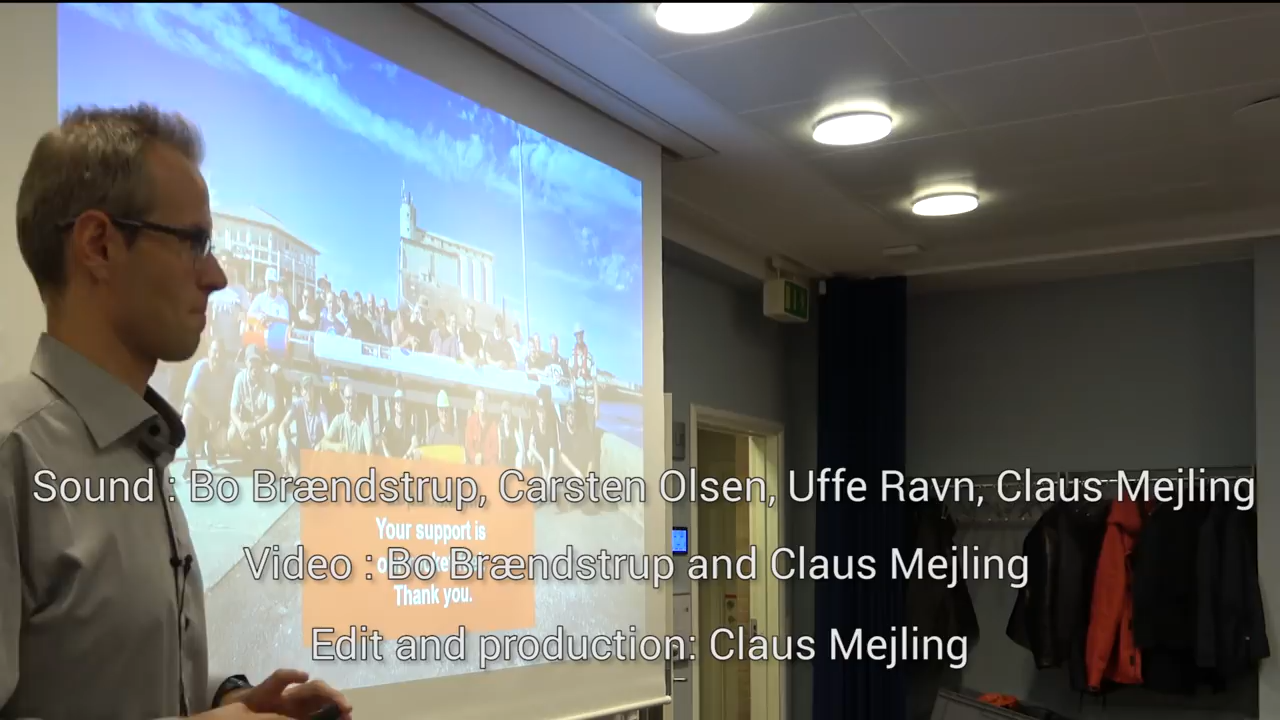 Sound : Bo Brændstrup, Carsten Olsen, Uffe Ravn, Claus Mejling
Your support is
Video : Bo Brændstrup and Claus Mejling
Thank you.
Edit and production: Claus Mejling